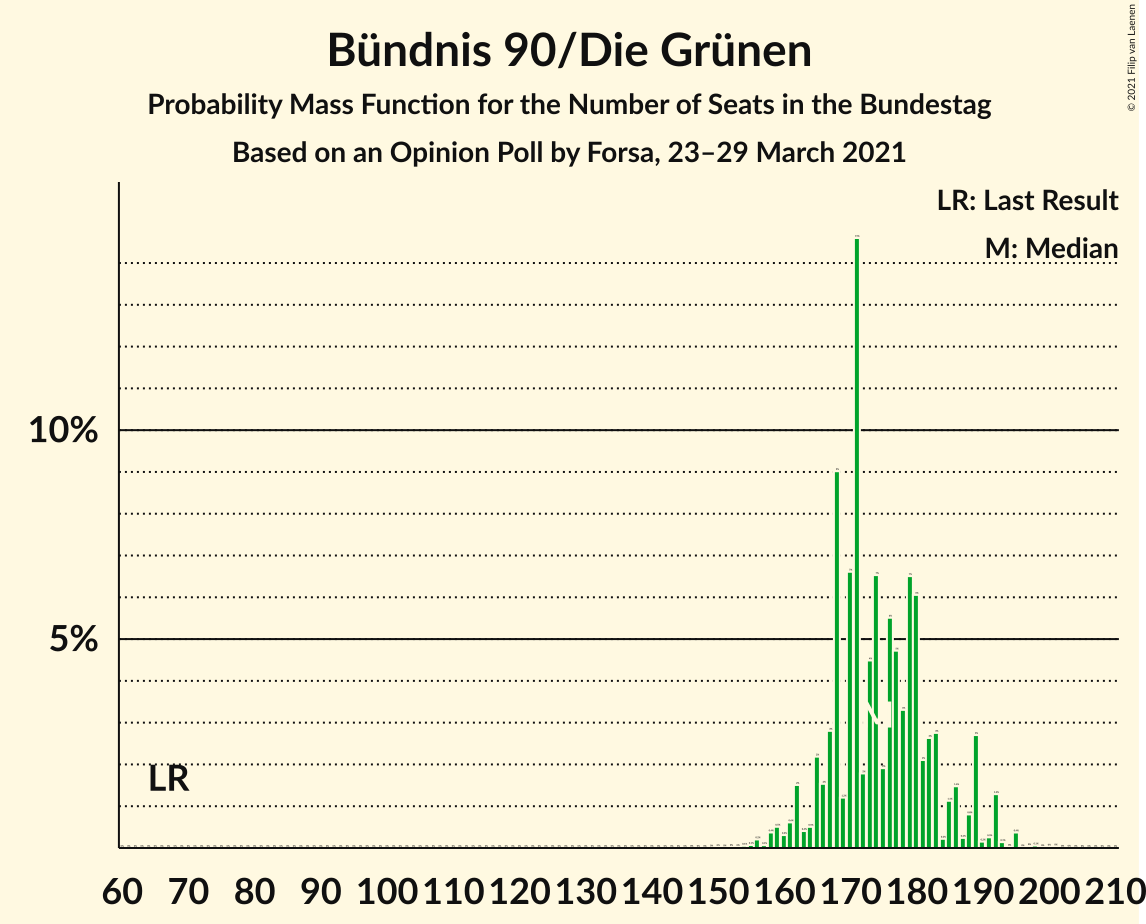 Bündnis 90/Die Grünen
Probability Mass Function for the Number of Seats in the Bundestag
Based on an Opinion Poll by Forsa, 23–29 March 2021
© 2021 Filip van Laenen
LR: Last Result
M: Median
10%
5%
LR
60 70 80 90 100 110 120 130 140 150 160 170 180 190 200 210